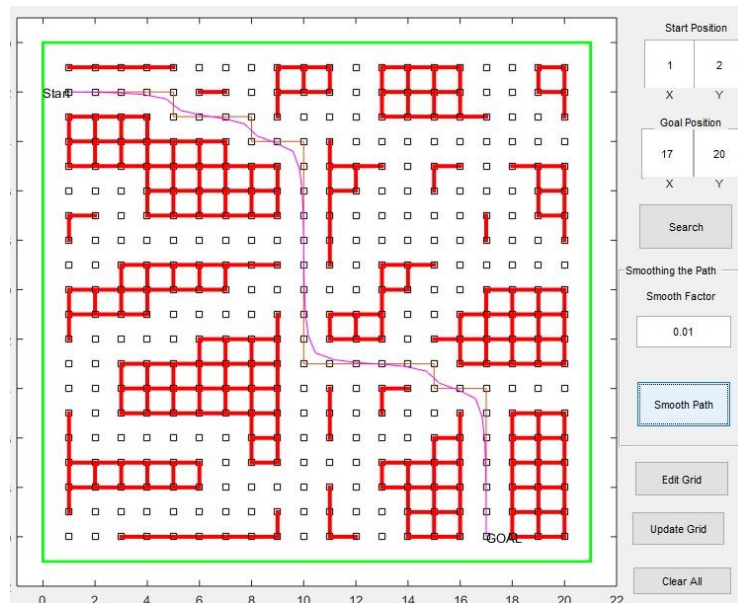 Start
GOAL
0
2
4
6
8
10
12
14
16
18
20
22
Start Position
1
2
X
Y
Goal Position
17
20
X
Y
Search
Smoothing the Path
Smooth Factor
0.01
Smooth Path
Edit Grid
Update Grid
Clear All